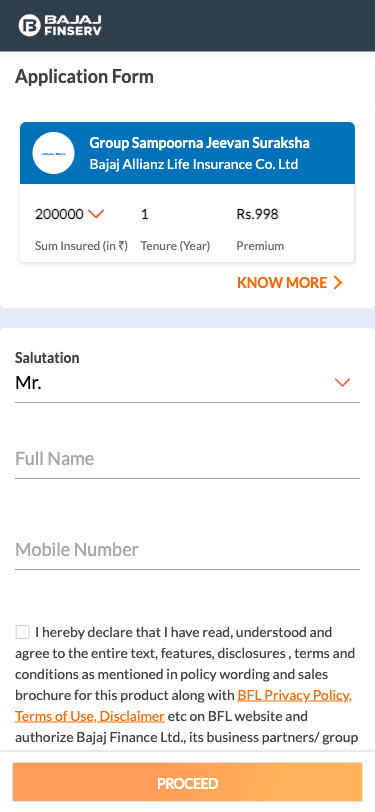 BAJAJ
FINSERV
Application Form
Group Sampoorna Jeevan Suraksha
Bajaj Allianz Life Insurance Co. Ltd
200000 1 Rs.998
Sum Insured (in ₹) Tenure (Year) Premium
KNOW MORE
Salutation
Mr.
Full Name
Mobile Number
I hereby declare that I have read, understood and
agree to the entire text, features, disclosures , terms and
conditions as mentioned in policy wording and sales
brochure for this product along with BFL Privacy Policy,
Terms of Use, Disclaimer etc on BFL website and
authorize Bajaj Finance Ltd., its business partners/ group
PROCEED